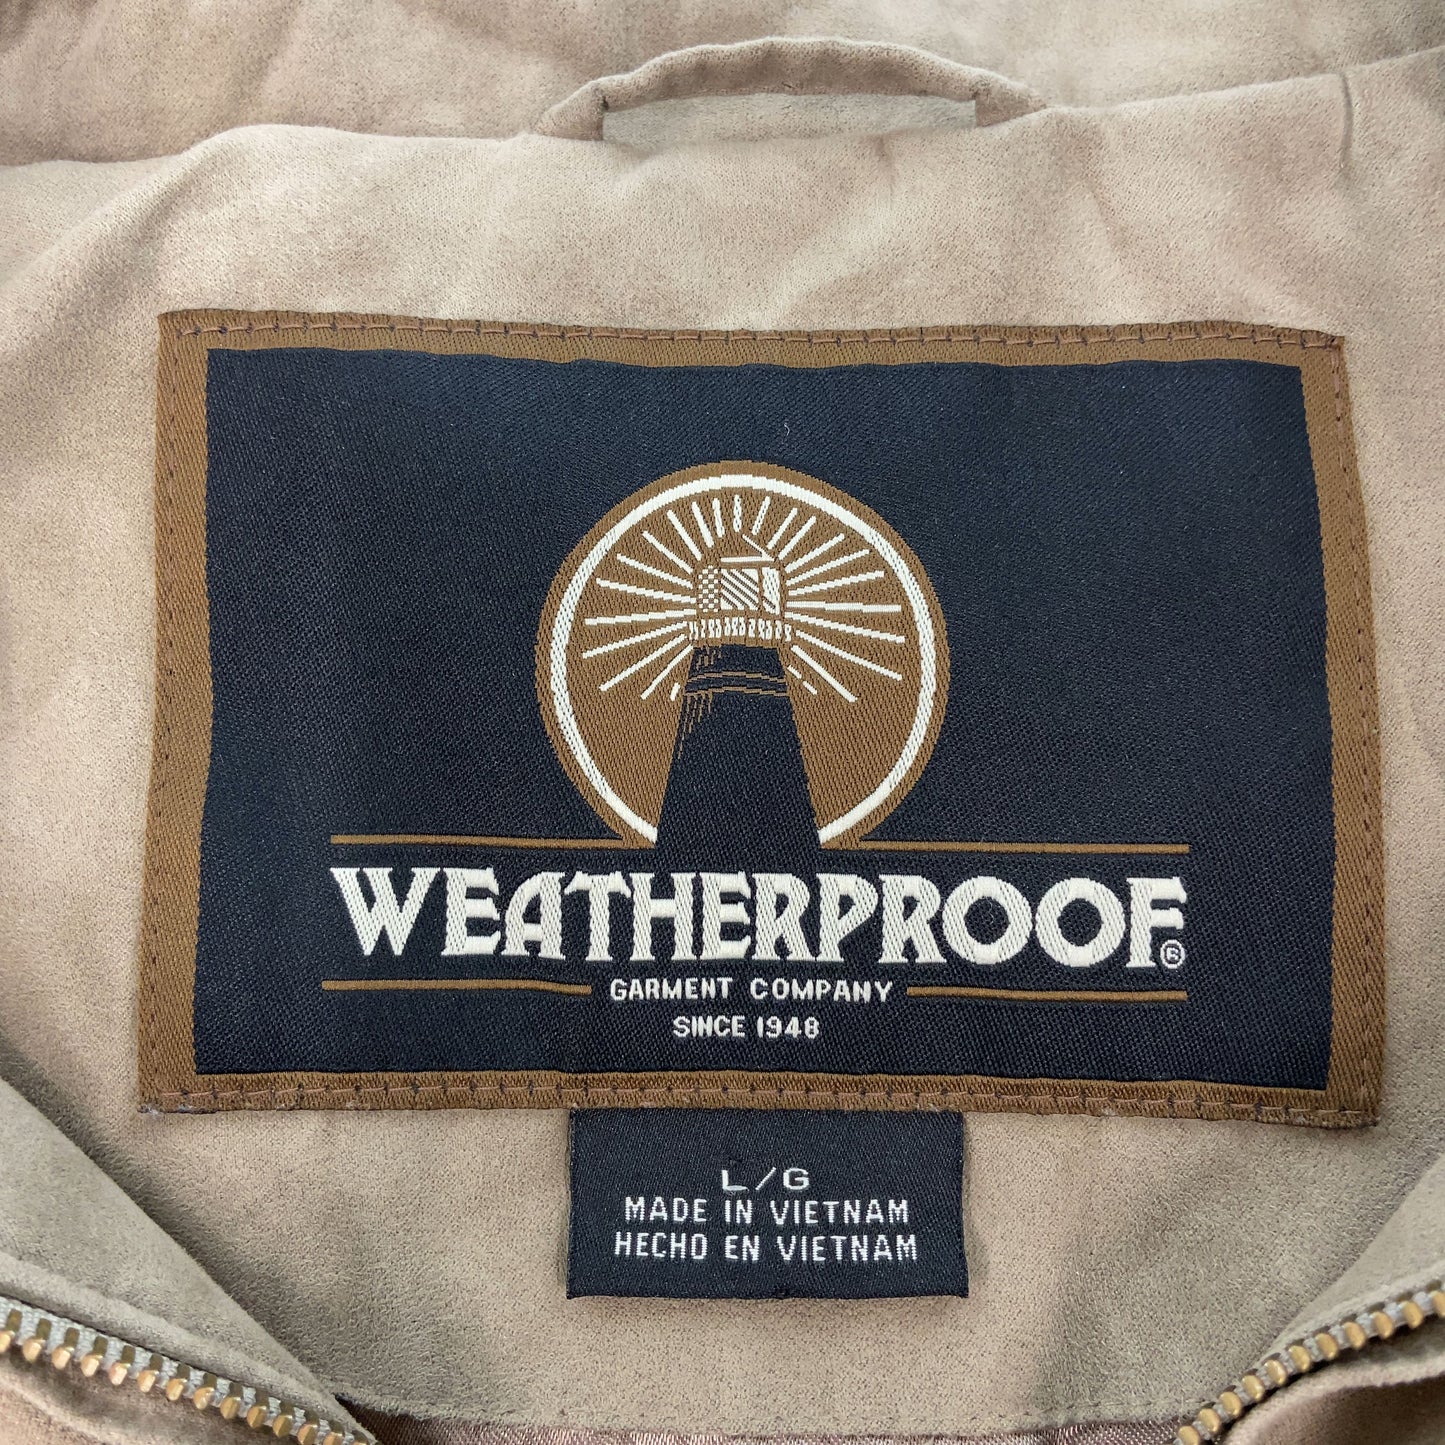 WEATHERPROOF®
GARMENT COMPANY
SINCE 1948
L/G
MADE IN VIETNAM
HECHO EN VIETNAM